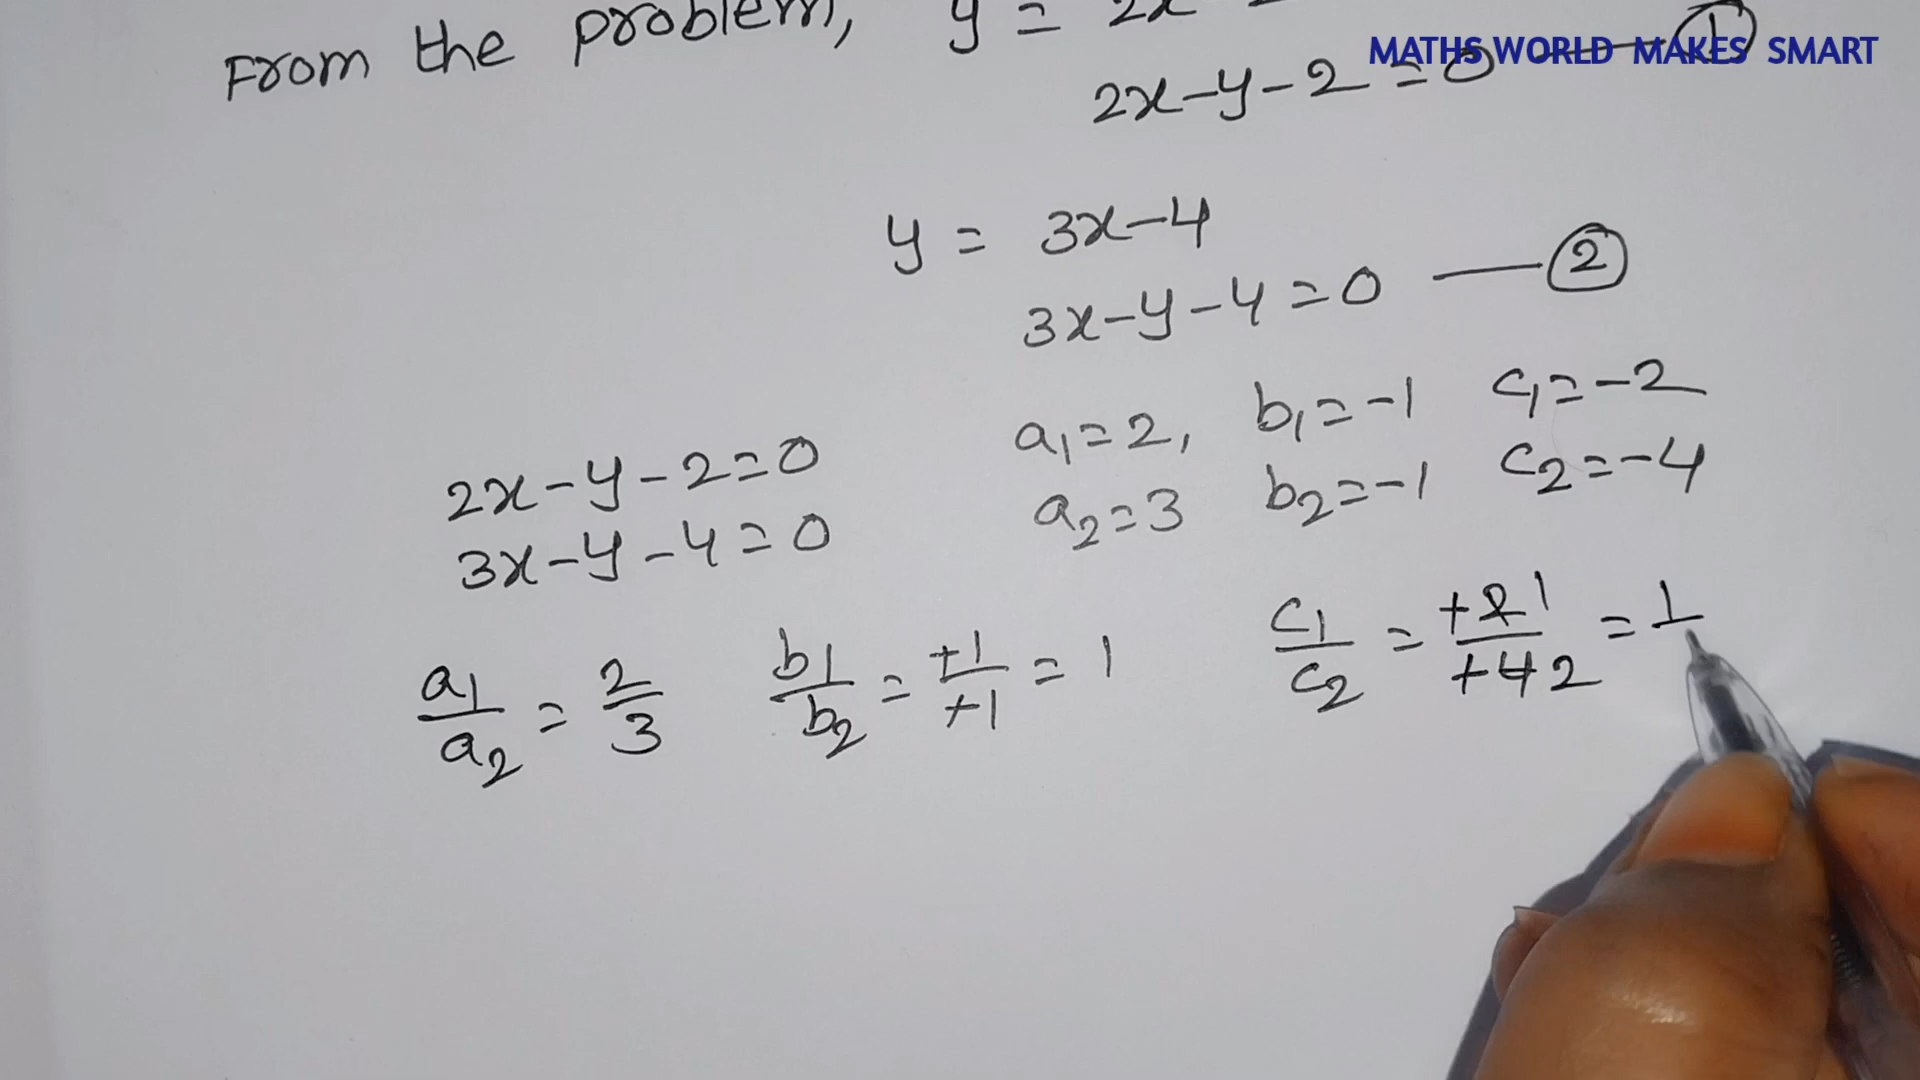 From the problem, y = 2x
MATHS WORLD MAKES SMART
2x-y-2=0 —①
y = 3x-4
3x-y-4=0 —②
a₁=2, b₁=-1 c₁=-2
2x-y-2=0
a₂=3 b₂=-1 c₂=-4
3x-y-4=0
a₁/a₂ = 2/3 b₁/b₂ = +1/+1 = 1 c₁/c₂ = +2 1/+4 2 = 1